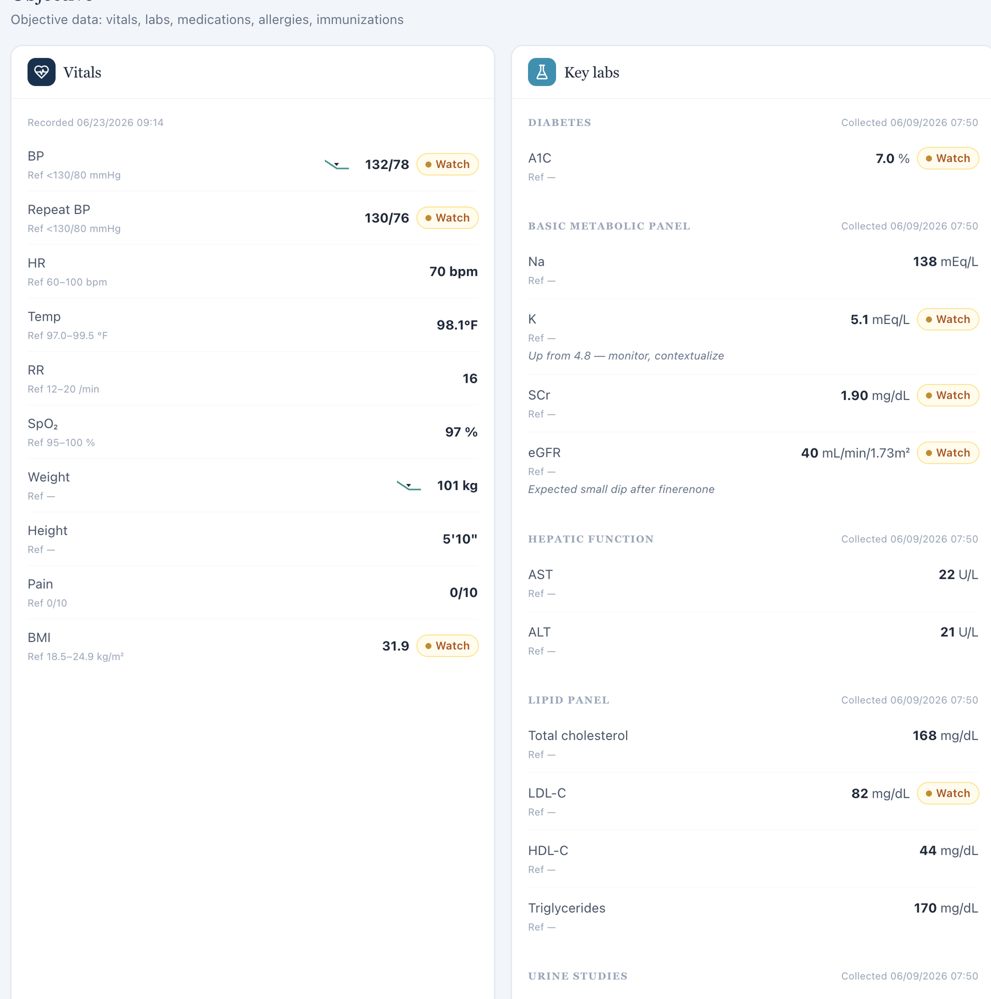 Objective
Objective data: vitals, labs, medications, allergies, immunizations
Vitals
Recorded 06/23/2026 09:14
BP
Ref <130/80 mmHg
132/78
Watch
Repeat BP
Ref <130/80 mmHg
130/76
Watch
HR
Ref 60–100 bpm
70 bpm
Temp
Ref 97.0–99.5 °F
98.1°F
RR
Ref 12–20 /min
16
SpO₂
Ref 95–100 %
97 %
Weight
Ref —
101 kg
Height
Ref —
5'10"
Pain
Ref 0/10
0/10
BMI
Ref 18.5–24.9 kg/m²
31.9
Watch
Key labs
DIABETES
Collected 06/09/2026 07:50
A1C
Ref —
7.0 %
Watch
BASIC METABOLIC PANEL
Collected 06/09/2026 07:50
Na
Ref —
138 mEq/L
K
Ref —
5.1 mEq/L
Watch
Up from 4.8 — monitor, contextualize
SCr
Ref —
1.90 mg/dL
Watch
eGFR
Ref —
40 mL/min/1.73m²
Watch
Expected small dip after finerenone
HEPATIC FUNCTION
Collected 06/09/2026 07:50
AST
Ref —
22 U/L
ALT
Ref —
21 U/L
LIPID PANEL
Collected 06/09/2026 07:50
Total cholesterol
Ref —
168 mg/dL
LDL-C
Ref —
82 mg/dL
Watch
HDL-C
Ref —
44 mg/dL
Triglycerides
Ref —
170 mg/dL
URINE STUDIES
Collected 06/09/2026 07:50